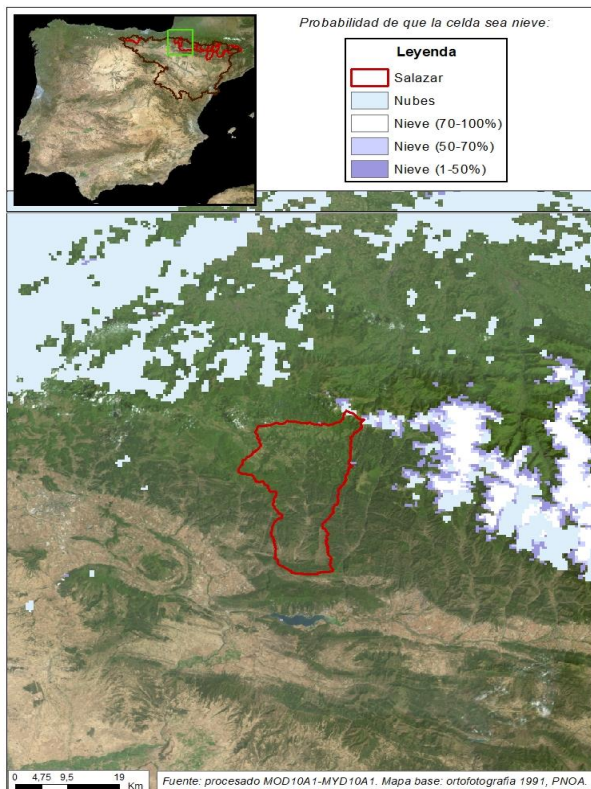 Probabilidad de que la celda sea nieve:
Leyenda
Salazar
Nubes
Nieve (70-100%)
Nieve (50-70%)
Nieve (1-50%)
0 4,75 9,5 19
Km
Fuente: procesado MOD10A1-MYD10A1. Mapa base: ortofotografia 1991, PNOA.